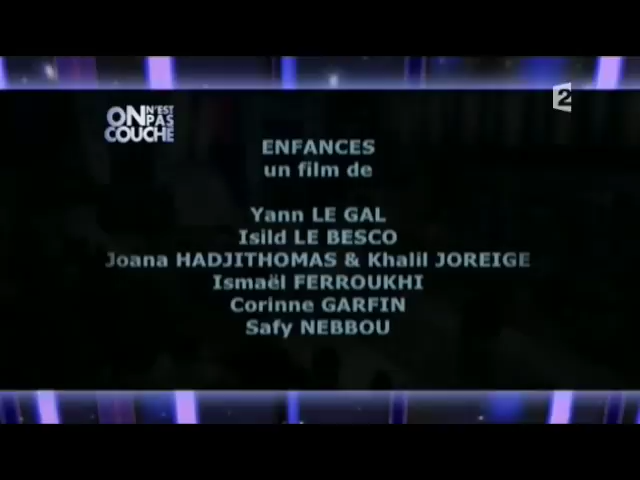 ON N'EST
PAS
COUCHÉ
2
ENFANCES
un film de
Yann LE GAL
Isild LE BESCO
Joana HADJITHOMAS & Khalil JOREIGE
Ismaël FERROUKHI
Corinne GARFIN
Safy NEBBOU